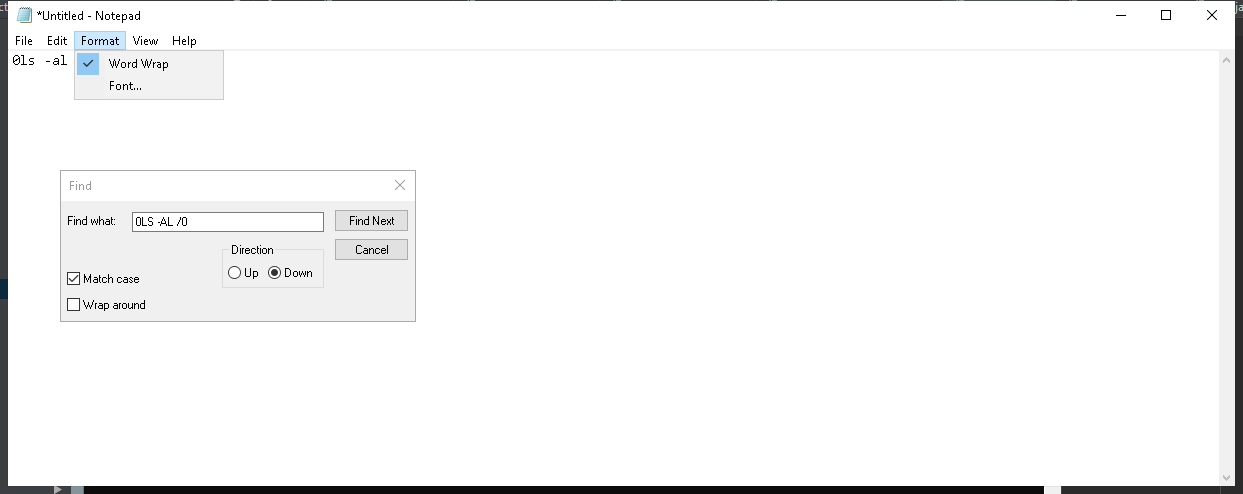 *Untitled - Notepad
File Edit Format View Help
0ls -al
Word Wrap
Font...
Find
Find what: 0LS -AL /0 Find Next
Direction Cancel
Up Down
Match case
Wrap around